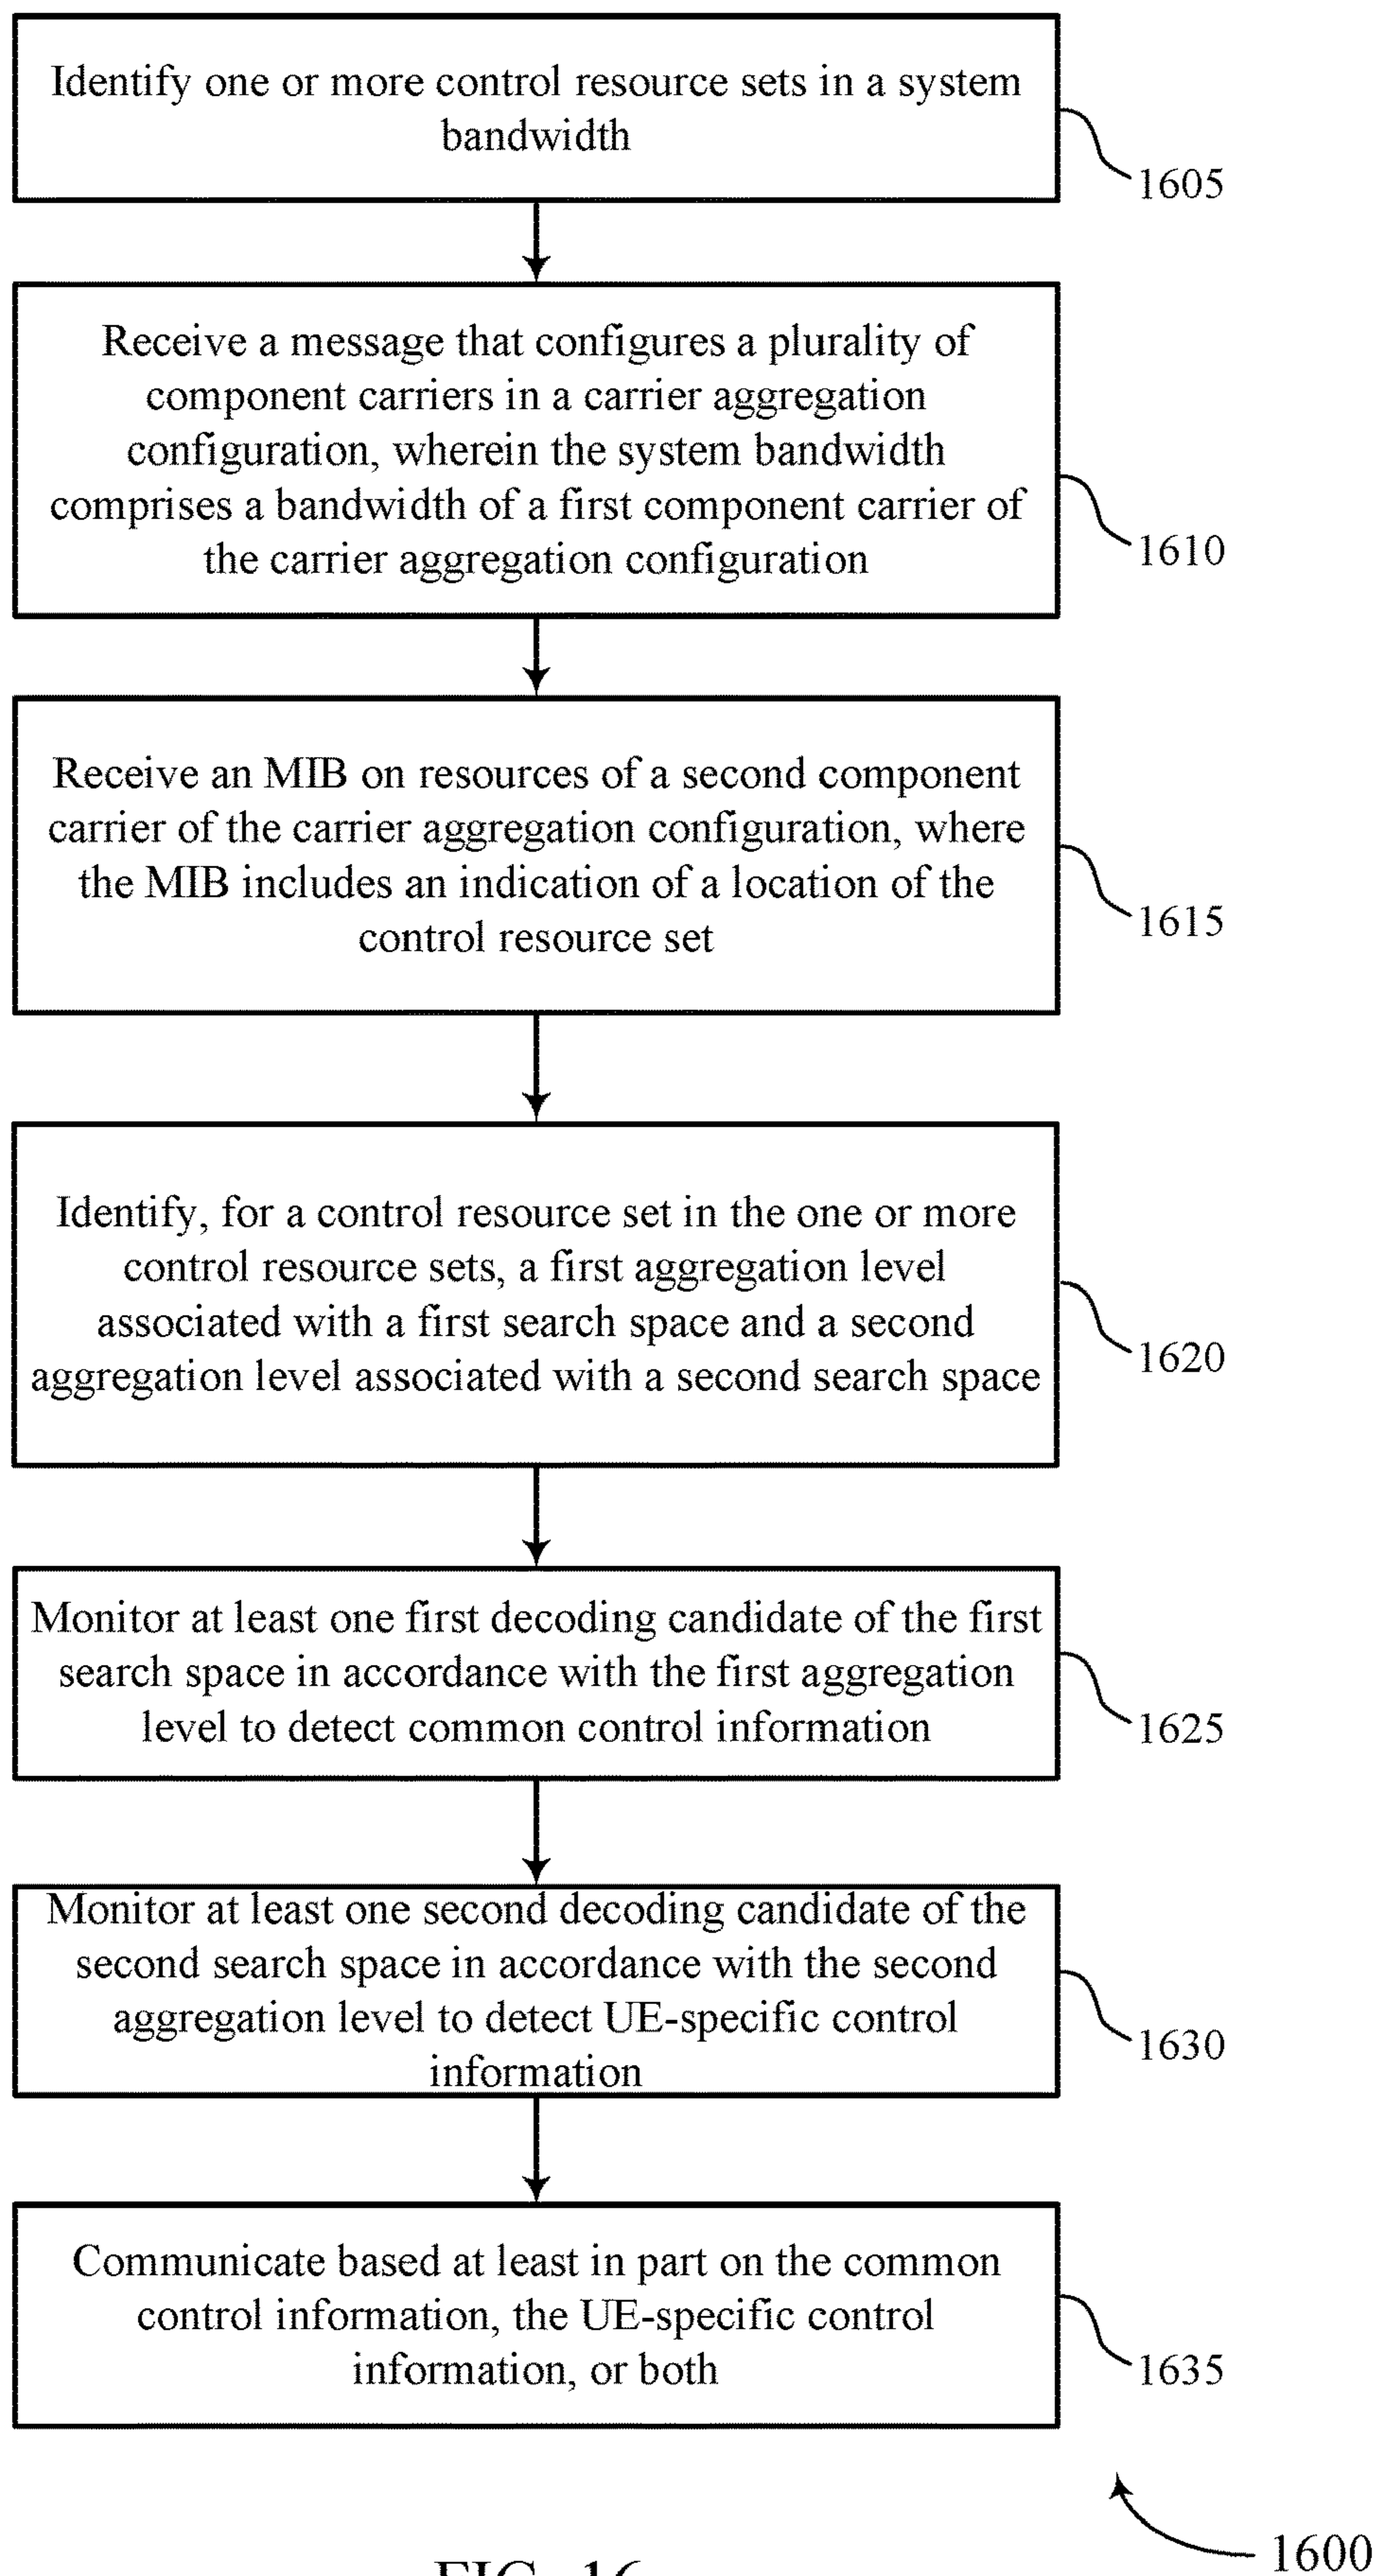 Identify one or more control resource sets in a system
bandwidth
1605
Receive a message that configures a plurality of
component carriers in a carrier aggregation
configuration, wherein the system bandwidth
comprises a bandwidth of a first component carrier of
the carrier aggregation configuration
1610
Receive an MIB on resources of a second component
carrier of the carrier aggregation configuration, where
the MIB includes an indication of a location of the
control resource set
1615
Identify, for a control resource set in the one or more
control resource sets, a first aggregation level
associated with a first search space and a second
aggregation level associated with a second search space
1620
Monitor at least one first decoding candidate of the first
search space in accordance with the first aggregation
level to detect common control information
1625
Monitor at least one second decoding candidate of the
second search space in accordance with the second
aggregation level to detect UE-specific control
information
1630
Communicate based at least in part on the common
control information, the UE-specific control
information, or both
1635
1600
FIG. 16